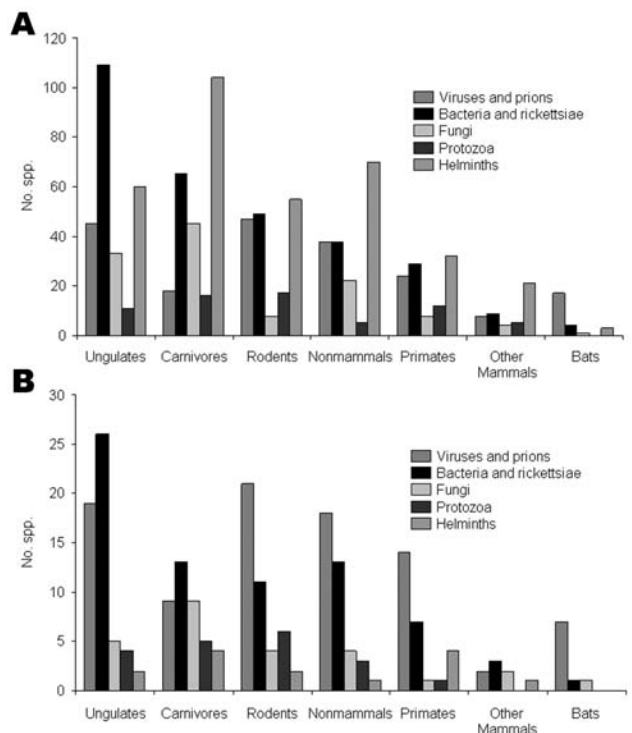 A
120
100
80
60
40
20
0
No. spp.
Viruses and prions
Bacteria and rickettsiae
Fungi
Protozoa
Helminths
Ungulates Carnivores Rodents Nonmammals Primates Other Bats
Mammals
B
30
25
20
15
10
5
0
No. spp.
Viruses and prions
Bacteria and rickettsiae
Fungi
Protozoa
Helminths
Ungulates Carnivores Rodents Nonmammals Primates Other Bats
Mammals